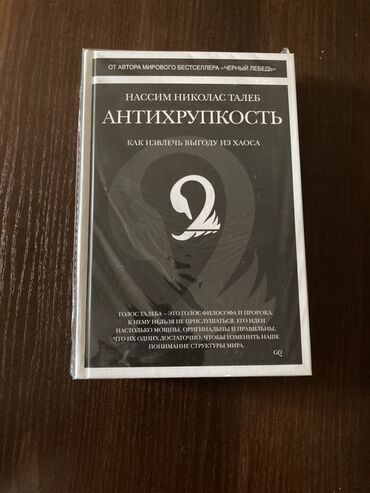 ОТ АВТОРА МИРОВОГО БЕСТСЕЛЛЕРА «ЧЕРНЫЙ ЛЕБЕДЬ»
НАССИМ НИКОЛАС ТАЛЕБ
АНТИХРУПКОСТЬ
КАК ИЗВЛЕЧЬ ВЫГОДУ ИЗ ХАОСА
ГОЛОС ТАЛЕБА – ЭТО ГОЛОС ФИЛОСОФА И ПРОРОКА.
К НЕМУ НЕЛЬЗЯ НЕ ПРИСЛУШАТЬСЯ. ЕГО ИДЕИ
НАСТОЛЬКО МОЩНЫ, ОРИГИНАЛЬНЫ И ПРАВИЛЬНЫ,
ЧТО ИХ ОДНИХ ДОСТАТОЧНО, ЧТОБЫ ИЗМЕНИТЬ НАШЕ
ПОНИМАНИЕ СТРУКТУРЫ МИРА.
GQ